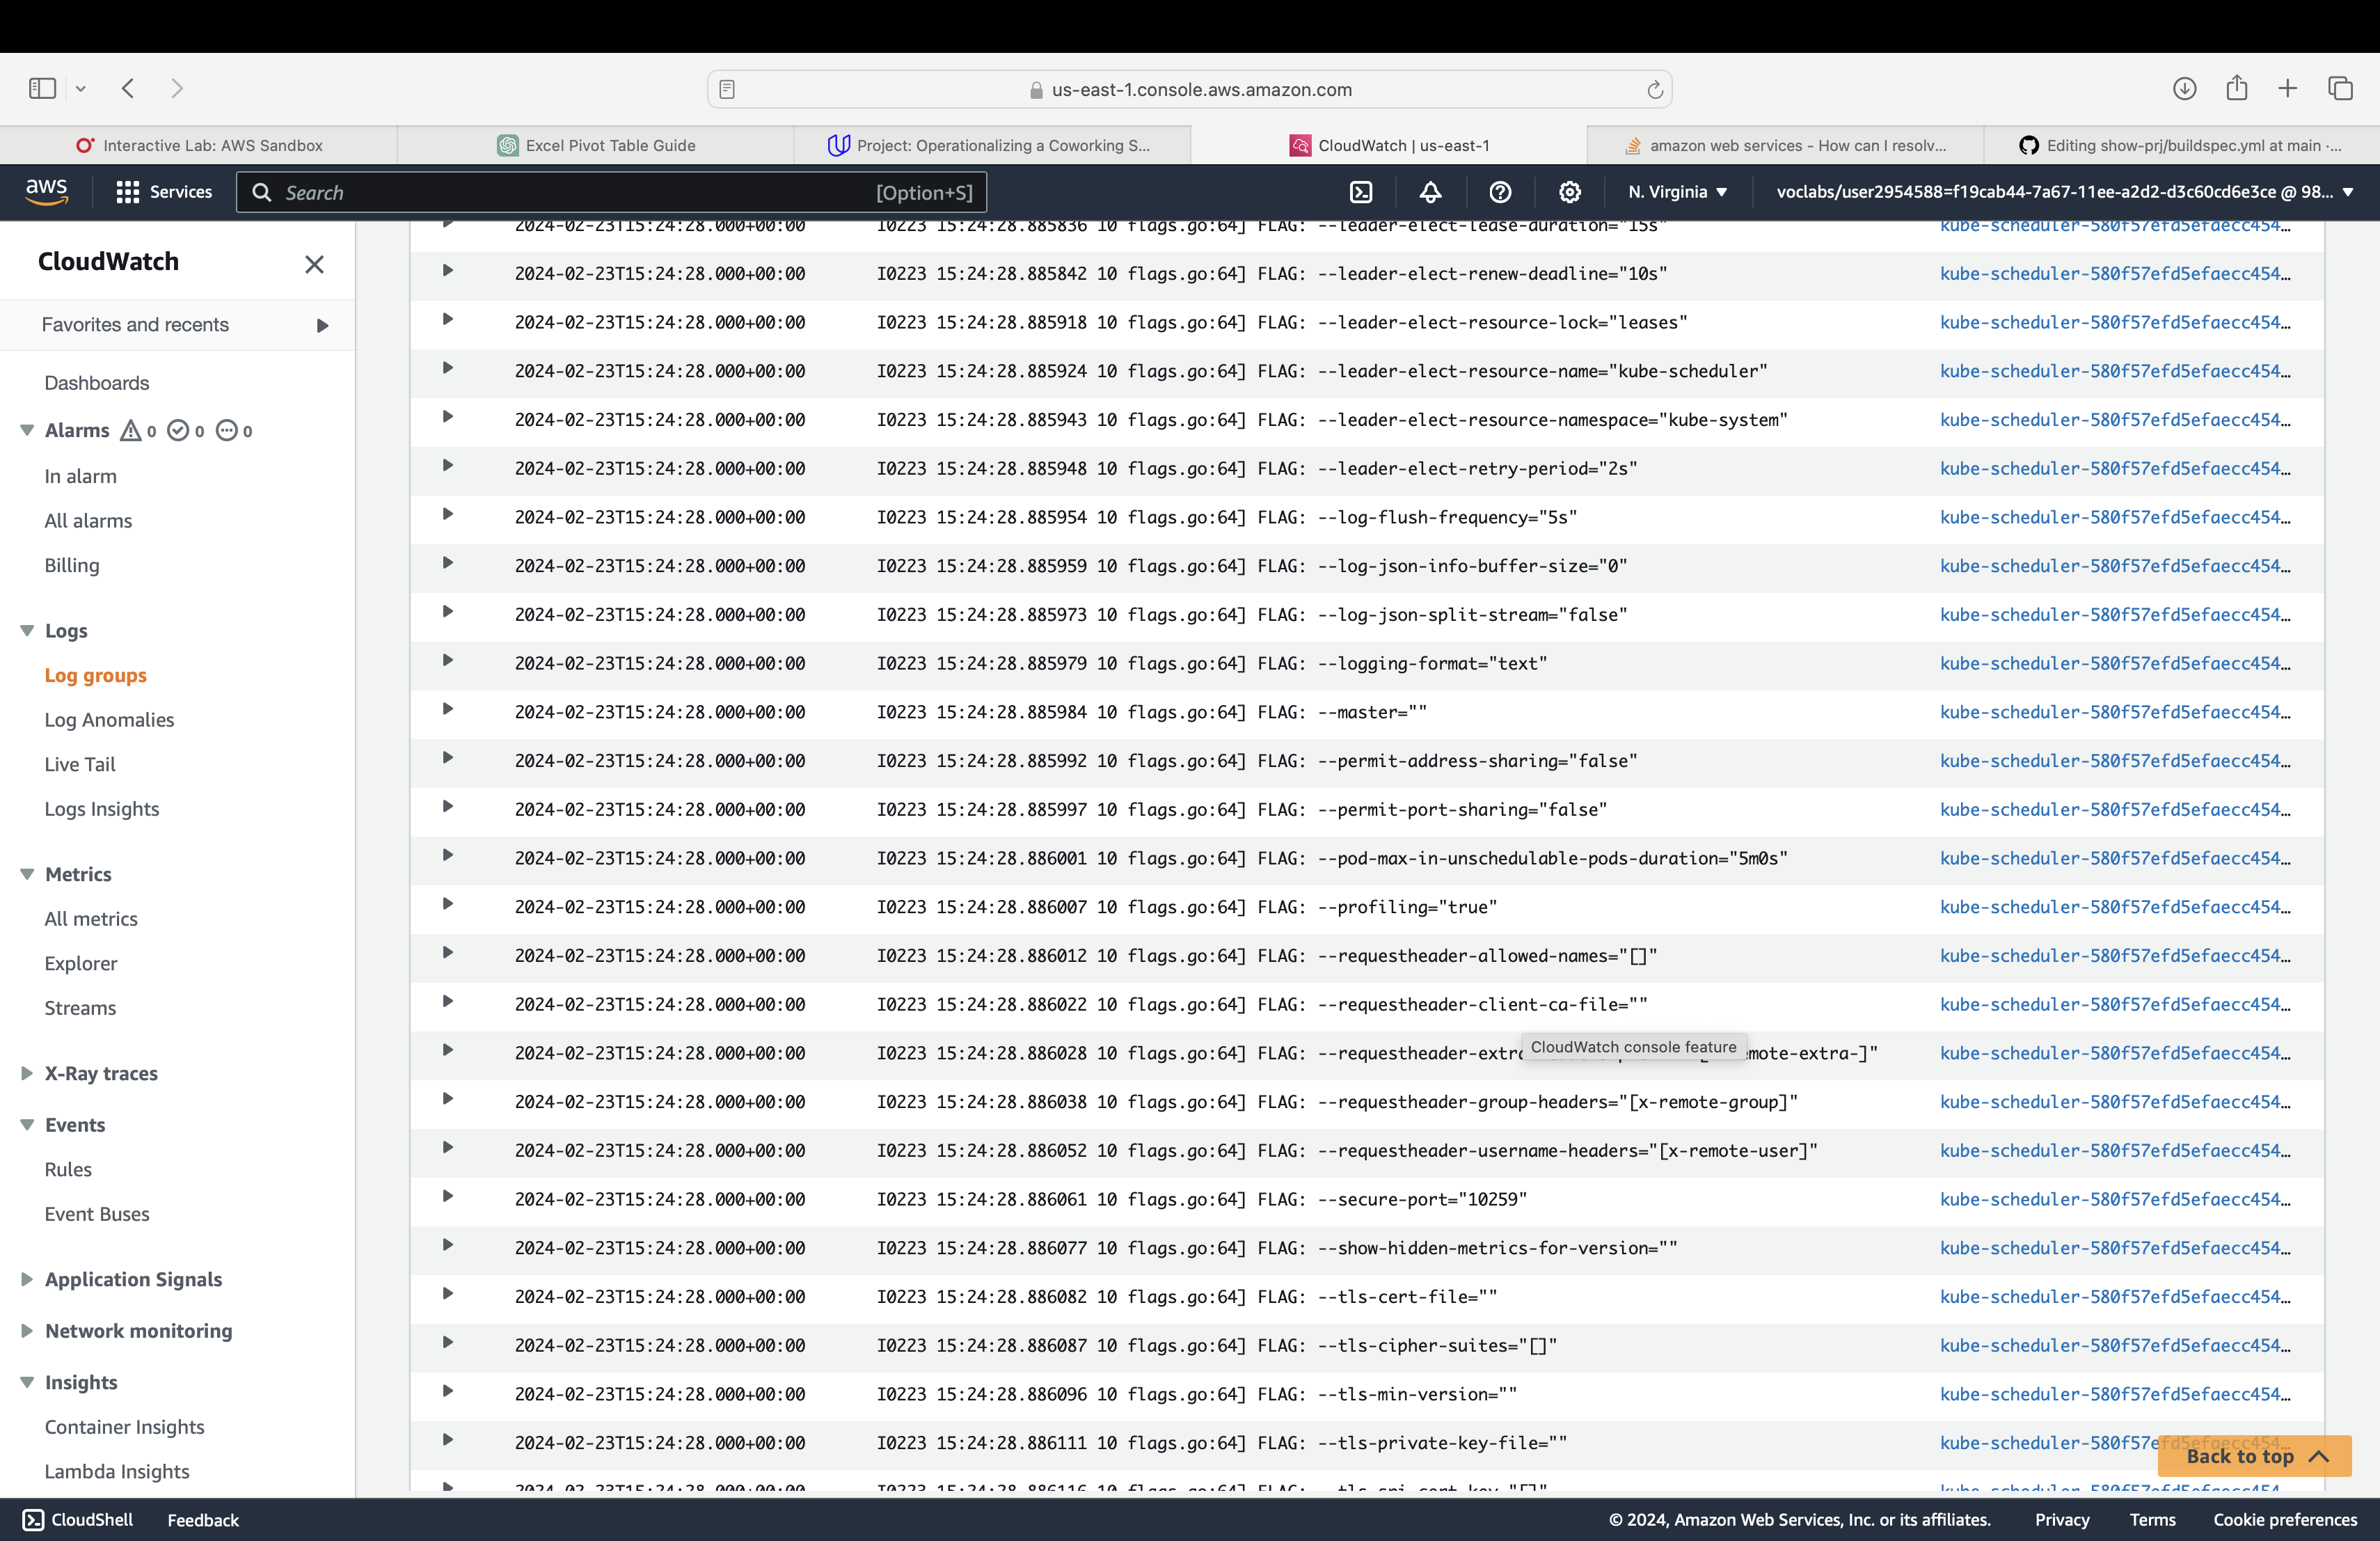 us-east-1.console.aws.amazon.com
Interactive Lab: AWS Sandbox
Excel Pivot Table Guide
Project: Operationalizing a Coworking S...
CloudWatch | us-east-1
amazon web services - How can I resolv...
Editing show-prj/buildspec.yml at main ·...
aws
Services
Search
[Option+S]
N. Virginia
voclabs/user2954588=f19cab44-7a67-11ee-a2d2-d3c60cd6e3ce @ 98...
CloudWatch
Favorites and recents
Dashboards
Alarms 0 0 0
In alarm
All alarms
Billing
Logs
Log groups
Log Anomalies
Live Tail
Logs Insights
Metrics
All metrics
Explorer
Streams
X-Ray traces
Events
Rules
Event Buses
Application Signals
Network monitoring
Insights
Container Insights
Lambda Insights
2024-02-23T15:24:28.000+00:00 I0223 15:24:28.885836 10 flags.go:64] FLAG: --leader-elect-lease-duration="15s" kube-scheduler-580f57efd5efaecc454...
2024-02-23T15:24:28.000+00:00 I0223 15:24:28.885842 10 flags.go:64] FLAG: --leader-elect-renew-deadline="10s" kube-scheduler-580f57efd5efaecc454...
2024-02-23T15:24:28.000+00:00 I0223 15:24:28.885918 10 flags.go:64] FLAG: --leader-elect-resource-lock="leases" kube-scheduler-580f57efd5efaecc454...
2024-02-23T15:24:28.000+00:00 I0223 15:24:28.885924 10 flags.go:64] FLAG: --leader-elect-resource-name="kube-scheduler" kube-scheduler-580f57efd5efaecc454...
2024-02-23T15:24:28.000+00:00 I0223 15:24:28.885943 10 flags.go:64] FLAG: --leader-elect-resource-namespace="kube-system" kube-scheduler-580f57efd5efaecc454...
2024-02-23T15:24:28.000+00:00 I0223 15:24:28.885948 10 flags.go:64] FLAG: --leader-elect-retry-period="2s" kube-scheduler-580f57efd5efaecc454...
2024-02-23T15:24:28.000+00:00 I0223 15:24:28.885954 10 flags.go:64] FLAG: --log-flush-frequency="5s" kube-scheduler-580f57efd5efaecc454...
2024-02-23T15:24:28.000+00:00 I0223 15:24:28.885959 10 flags.go:64] FLAG: --log-json-info-buffer-size="0" kube-scheduler-580f57efd5efaecc454...
2024-02-23T15:24:28.000+00:00 I0223 15:24:28.885973 10 flags.go:64] FLAG: --log-json-split-stream="false" kube-scheduler-580f57efd5efaecc454...
2024-02-23T15:24:28.000+00:00 I0223 15:24:28.885979 10 flags.go:64] FLAG: --logging-format="text" kube-scheduler-580f57efd5efaecc454...
2024-02-23T15:24:28.000+00:00 I0223 15:24:28.885984 10 flags.go:64] FLAG: --master="" kube-scheduler-580f57efd5efaecc454...
2024-02-23T15:24:28.000+00:00 I0223 15:24:28.885992 10 flags.go:64] FLAG: --permit-address-sharing="false" kube-scheduler-580f57efd5efaecc454...
2024-02-23T15:24:28.000+00:00 I0223 15:24:28.885997 10 flags.go:64] FLAG: --permit-port-sharing="false" kube-scheduler-580f57efd5efaecc454...
2024-02-23T15:24:28.000+00:00 I0223 15:24:28.886001 10 flags.go:64] FLAG: --pod-max-in-unschedulable-pods-duration="5m0s" kube-scheduler-580f57efd5efaecc454...
2024-02-23T15:24:28.000+00:00 I0223 15:24:28.886007 10 flags.go:64] FLAG: --profiling="true" kube-scheduler-580f57efd5efaecc454...
2024-02-23T15:24:28.000+00:00 I0223 15:24:28.886012 10 flags.go:64] FLAG: --requestheader-allowed-names="[]" kube-scheduler-580f57efd5efaecc454...
2024-02-23T15:24:28.000+00:00 I0223 15:24:28.886022 10 flags.go:64] FLAG: --requestheader-client-ca-file="" kube-scheduler-580f57efd5efaecc454...
2024-02-23T15:24:28.000+00:00 I0223 15:24:28.886028 10 flags.go:64] FLAG: --requestheader-extra mote-extra-]" kube-scheduler-580f57efd5efaecc454...
CloudWatch console feature
2024-02-23T15:24:28.000+00:00 I0223 15:24:28.886038 10 flags.go:64] FLAG: --requestheader-group-headers="[x-remote-group]" kube-scheduler-580f57efd5efaecc454...
2024-02-23T15:24:28.000+00:00 I0223 15:24:28.886052 10 flags.go:64] FLAG: --requestheader-username-headers="[x-remote-user]" kube-scheduler-580f57efd5efaecc454...
2024-02-23T15:24:28.000+00:00 I0223 15:24:28.886061 10 flags.go:64] FLAG: --secure-port="10259" kube-scheduler-580f57efd5efaecc454...
2024-02-23T15:24:28.000+00:00 I0223 15:24:28.886077 10 flags.go:64] FLAG: --show-hidden-metrics-for-version="" kube-scheduler-580f57efd5efaecc454...
2024-02-23T15:24:28.000+00:00 I0223 15:24:28.886082 10 flags.go:64] FLAG: --tls-cert-file="" kube-scheduler-580f57efd5efaecc454...
2024-02-23T15:24:28.000+00:00 I0223 15:24:28.886087 10 flags.go:64] FLAG: --tls-cipher-suites="[]" kube-scheduler-580f57efd5efaecc454...
2024-02-23T15:24:28.000+00:00 I0223 15:24:28.886096 10 flags.go:64] FLAG: --tls-min-version="" kube-scheduler-580f57efd5efaecc454...
2024-02-23T15:24:28.000+00:00 I0223 15:24:28.886111 10 flags.go:64] FLAG: --tls-private-key-file="" kube-scheduler-580f57efd5efaecc454...
Back to top
2024-02-23T15:24:28.000+00:00 I0223 15:24:28.886116 10 flags.go:64] FLAG: --tls-sni-cert-key="[]"
CloudShell
Feedback
© 2024, Amazon Web Services, Inc. or its affiliates.
Privacy
Terms
Cookie preferences